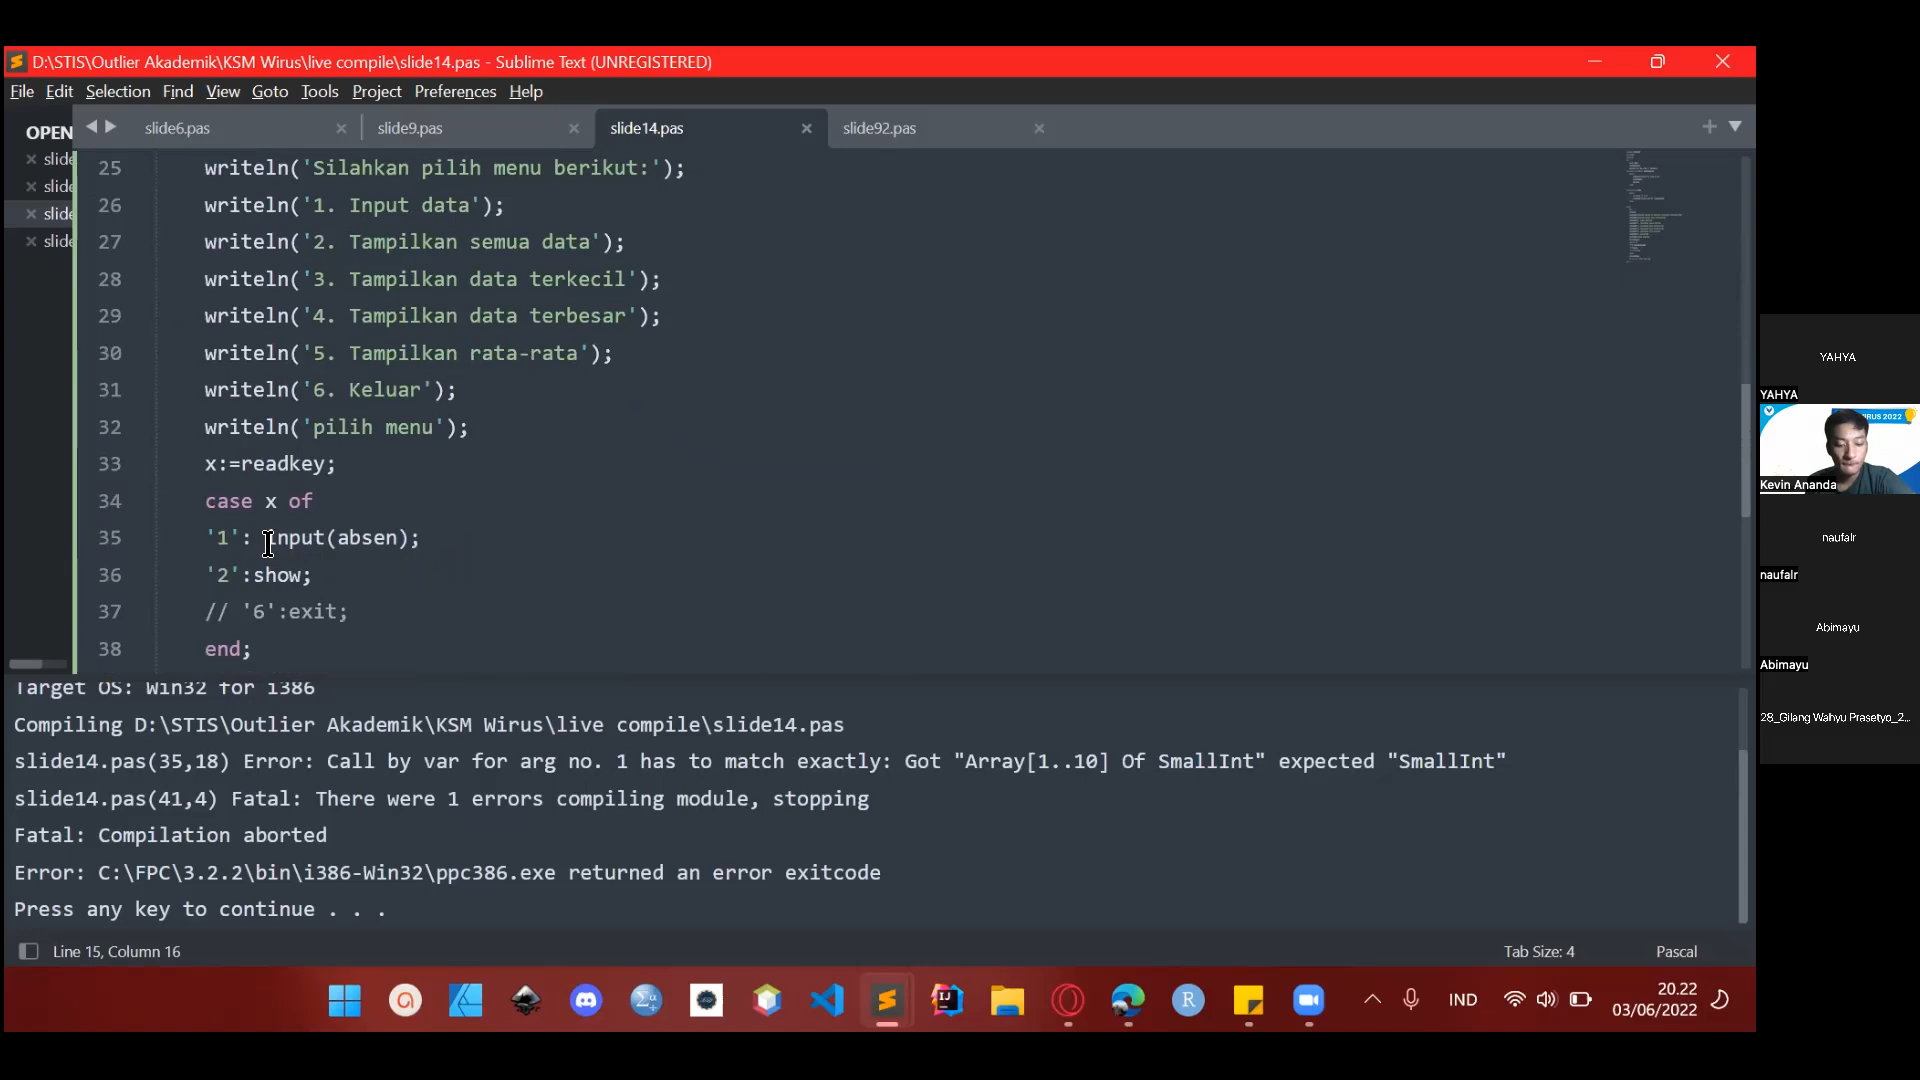 D:\STIS\Outlier Akademik\KSM Wirus\live compile\slide14.pas - Sublime Text (UNREGISTERED)
File Edit Selection Find View Goto Tools Project Preferences Help
OPEN
slide6.pas
slide9.pas
slide14.pas
slide92.pas
slide
slide
slide
slide
25 writeln('Silahkan pilih menu berikut:');
26 writeln('1. Input data');
27 writeln('2. Tampilkan semua data');
28 writeln('3. Tampilkan data terkecil');
29 writeln('4. Tampilkan data terbesar');
30 writeln('5. Tampilkan rata-rata');
31 writeln('6. Keluar');
32 writeln('pilih menu');
33 x:=readkey;
34 case x of
35 '1': input(absen);
36 '2':show;
37 // '6':exit;
38 end;
Target OS: Win32 for i386
Compiling D:\STIS\Outlier Akademik\KSM Wirus\live compile\slide14.pas
slide14.pas(35,18) Error: Call by var for arg no. 1 has to match exactly: Got "Array[1..10] Of SmallInt" expected "SmallInt"
slide14.pas(41,4) Fatal: There were 1 errors compiling module, stopping
Fatal: Compilation aborted
Error: C:\FPC\3.2.2\bin\i386-Win32\ppc386.exe returned an error exitcode
Press any key to continue . . .
Line 15, Column 16
Tab Size: 4
Pascal
IND
20.22
03/06/2022
YAHYA
YAHYA
RUS 2022
Kevin Ananda
naufalr
naufalr
Abimayu
Abimayu
28_Gilang Wahyu Prasetyo_2...